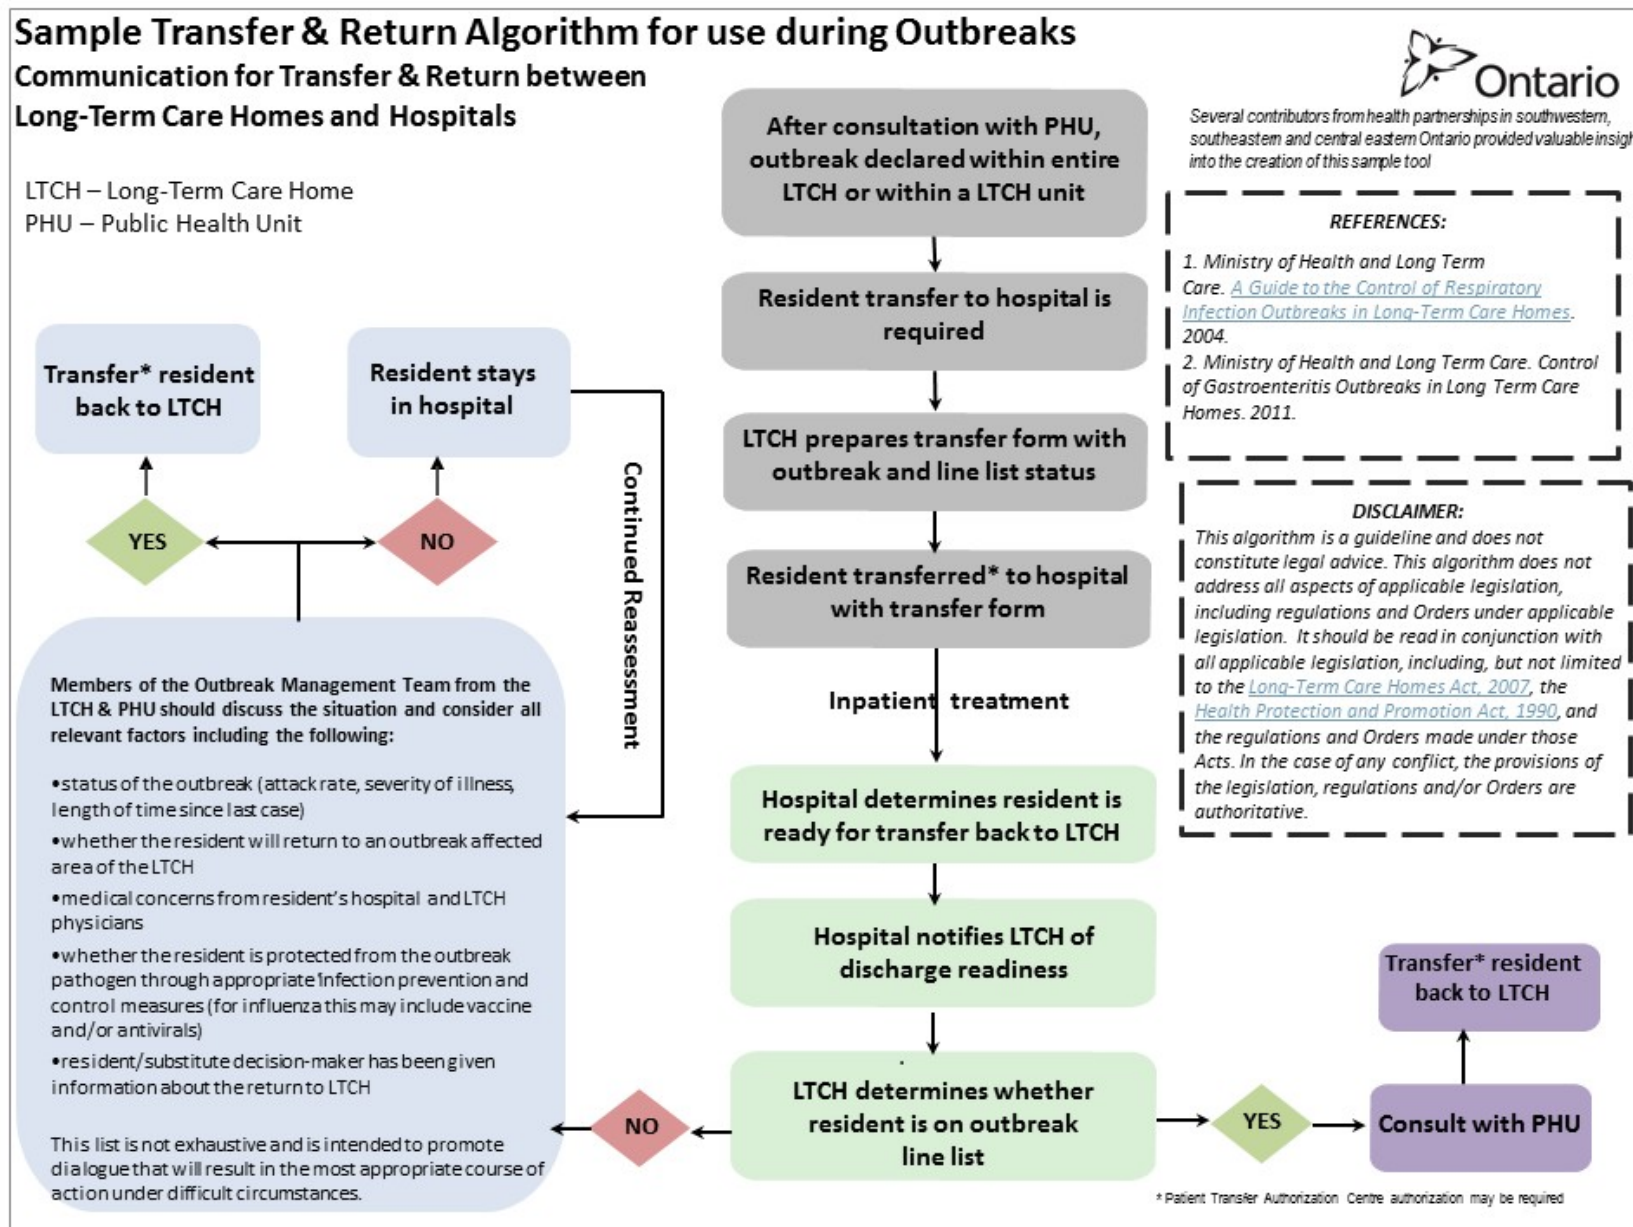 Sample Transfer & Return Algorithm for use during Outbreaks
Communication for Transfer & Return between
Long-Term Care Homes and Hospitals
LTCH – Long-Term Care Home
PHU – Public Health Unit
Ontario
Several contributors from health partnerships in southwestern,
southeastern and central eastern Ontario provided valuable insigh
into the creation of this sample tool
After consultation with PHU,
outbreak declared within entire
LTCH or within a LTCH unit
Resident transfer to hospital is
required
LTCH prepares transfer form with
outbreak and line list status
Resident transferred* to hospital
with transfer form
Inpatient treatment
Hospital determines resident is
ready for transfer back to LTCH
Hospital notifies LTCH of
discharge readiness
LTCH determines whether
resident is on outbreak
line list
YES
Consult with PHU
Transfer* resident
back to LTCH
NO
Members of the Outbreak Management Team from the
LTCH & PHU should discuss the situation and consider all
relevant factors including the following:
•status of the outbreak (attack rate, severity of illness,
length of time since last case)
•whether the resident will return to an outbreak affected
area of the LTCH
•medical concerns from resident's hospital and LTCH
physicians
•whether the resident is protected from the outbreak
pathogen through appropriate infection prevention and
control measures (for influenza this may include vaccine
and/or antivirals)
•resident/substitute decision-maker has been given
information about the return to LTCH
This list is not exhaustive and is intended to promote
dialogue that will result in the most appropriate course of
action under difficult circumstances.
YES
NO
Transfer* resident
back to LTCH
Resident stays
in hospital
Continued Reassessment
REFERENCES:
1. Ministry of Health and Long Term
Care. A Guide to the Control of Respiratory
Infection Outbreaks in Long-Term Care Homes.
2004.
2. Ministry of Health and Long Term Care. Control
of Gastroenteritis Outbreaks in Long Term Care
Homes. 2011.
DISCLAIMER:
This algorithm is a guideline and does not
constitute legal advice. This algorithm does not
address all aspects of applicable legislation,
including regulations and Orders under applicable
legislation. It should be read in conjunction with
all applicable legislation, including, but not limited
to the Long-Term Care Homes Act, 2007, the
Health Protection and Promotion Act, 1990, and
the regulations and Orders made under those
Acts. In the case of any conflict, the provisions of
the legislation, regulations and/or Orders are
authoritative.
* Patient Transfer Authorization Centre authorization may be required